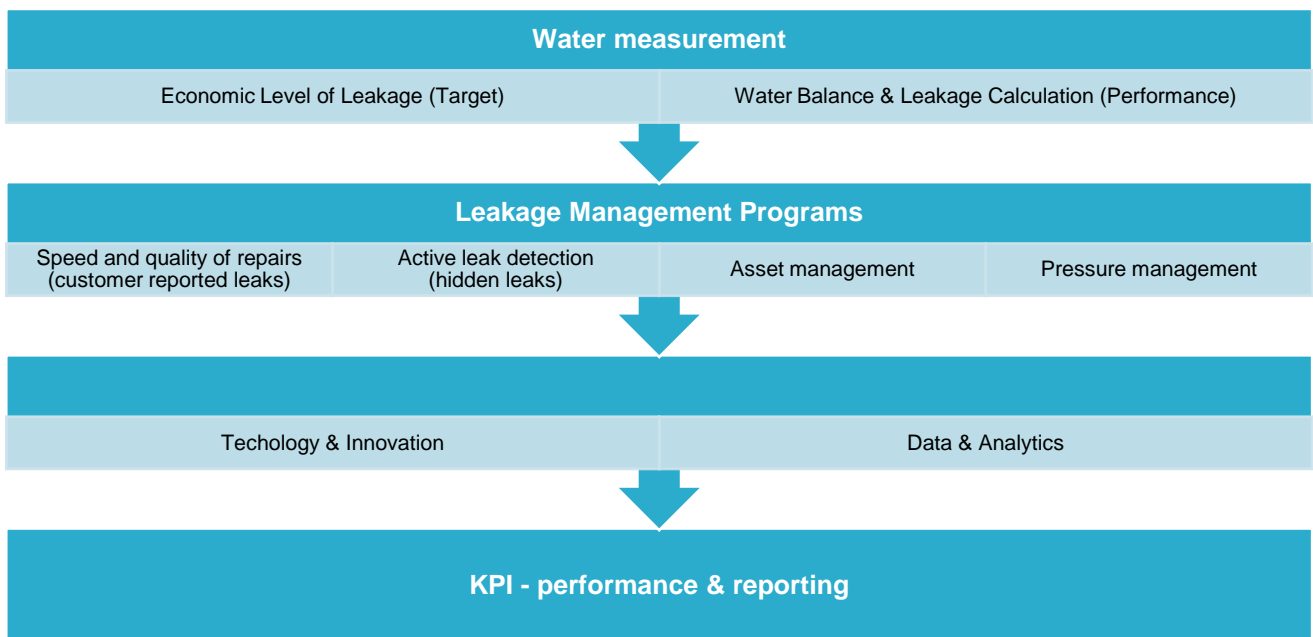 Water measurement
Economic Level of Leakage (Target)
Water Balance & Leakage Calculation (Performance)
Leakage Management Programs
Speed and quality of repairs
(customer reported leaks)
Active leak detection
(hidden leaks)
Asset management
Pressure management
Techology & Innovation
Data & Analytics
KPI - performance & reporting